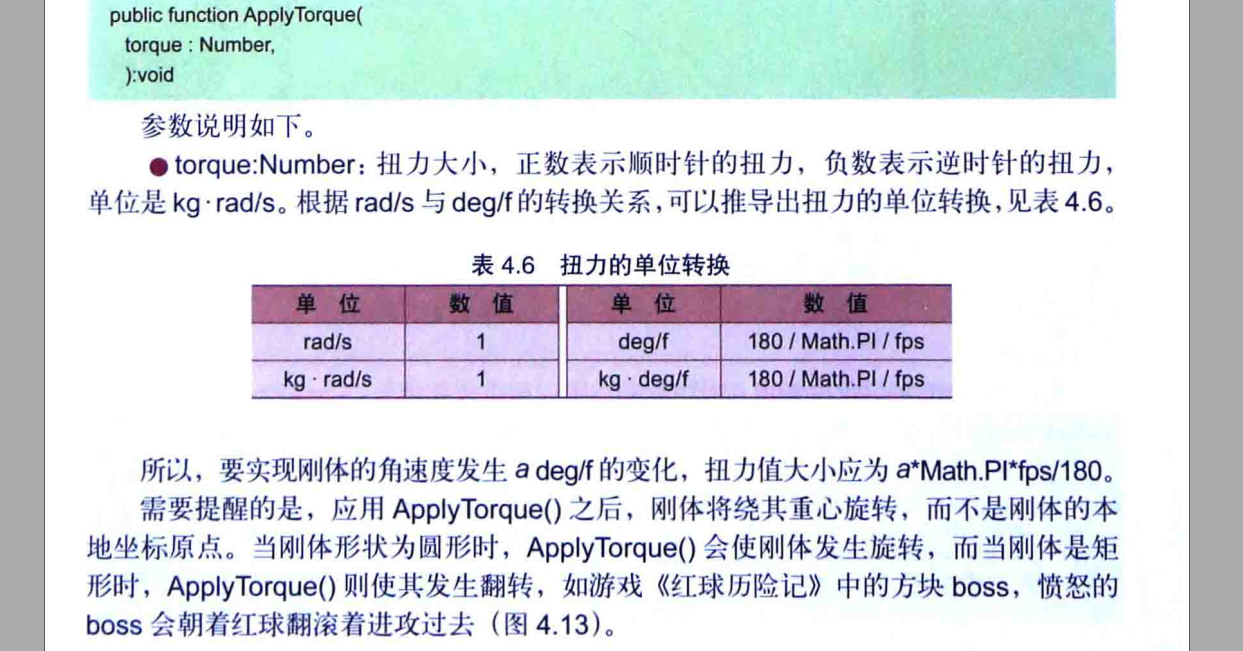 public function ApplyTorque(
torque : Number,
):void
参数说明如下。
●torque:Number：扭力大小，正数表示顺时针的扭力，负数表示逆时针的扭力，
单位是 kg·rad/s。根据 rad/s 与 deg/f 的转换关系，可以推导出扭力的单位转换，见表 4.6。
表 4.6 扭力的单位转换
单 位 数 值 单 位 数 值
rad/s 1 deg/f 180 / Math.PI / fps
kg · rad/s 1 kg · deg/f 180 / Math.PI / fps
所以，要实现刚体的角速度发生 a deg/f 的变化，扭力值大小应为 a*Math.PI*fps/180。
需要提醒的是，应用 ApplyTorque() 之后，刚体将绕其重心旋转，而不是刚体的本
地坐标原点。当刚体形状为圆形时，ApplyTorque() 会使刚体发生旋转，而当刚体是矩
形时，ApplyTorque() 则使其发生翻转，如游戏《红球历险记》中的方块 boss，愤怒的
boss 会朝着红球翻滚着进攻过去（图 4.13）。